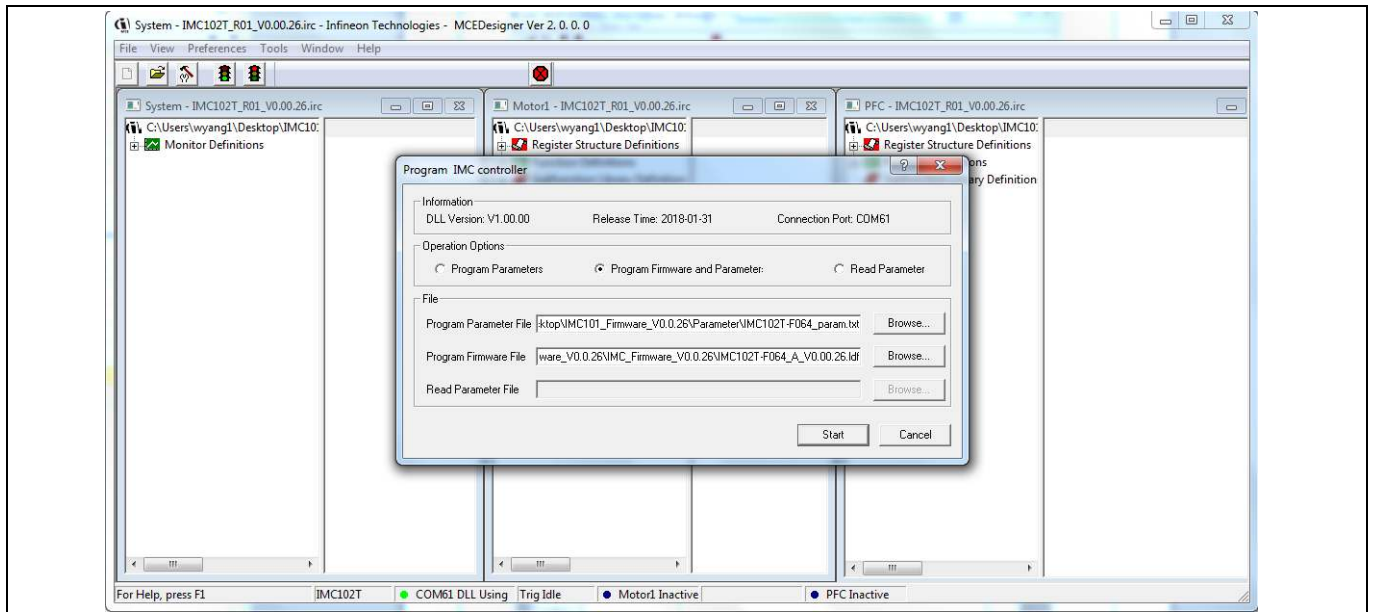 System - IMC102T_R01_V0.00.26.irc - Infineon Technologies - MCEDesigner Ver 2. 0. 0. 0
File View Preferences Tools Window Help
System - IMC102T_R01_V0.00.26.irc
Motor1 - IMC102T_R01_V0.00.26.irc
PFC - IMC102T_R01_V0.00.26.irc
C:\Users\wyang1\Desktop\IMC10:
C:\Users\wyang1\Desktop\IMC10:
C:\Users\wyang1\Desktop\IMC10:
Monitor Definitions
Register Structure Definitions
Register Structure Definitions
ons
ary Definition
Program IMC controller
Information
DLL Version: V1.00.00 Release Time: 2018-01-31 Connection Port: COM61
Operation Options
Program Parameters Program Firmware and Parameter: Read Parameter
File
Program Parameter File ktop\IMC101_Firmware_V0.0.26\Parameter\IMC102T-F064_param.txt Browse...
Program Firmware File ware_V0.0.26\IMC_Firmware_V0.0.26\IMC102T-F064_A_V0.00.26.ldf Browse...
Read Parameter File Browse...
Start Cancel
For Help, press F1 IMC102T COM61 DLL Using Trig Idle Motor1 Inactive PFC Inactive